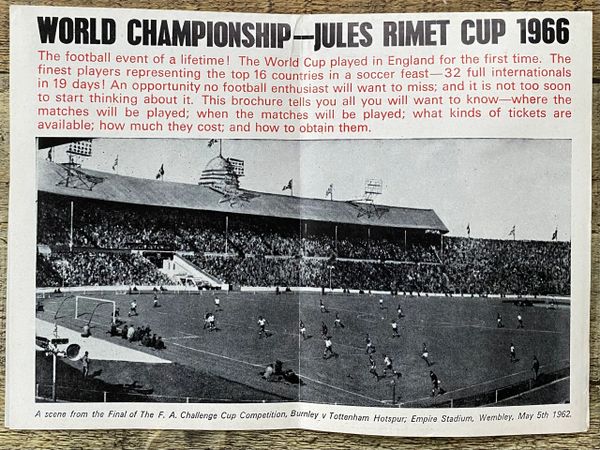 WORLD CHAMPIONSHIP—JULES RIMET CUP 1966
The football event of a lifetime! The World Cup played in England for the first time. The
finest players representing the top 16 countries in a soccer feast—32 full internationals
in 19 days! An opportunity no football enthusiast will want to miss; and it is not too soon
to start thinking about it. This brochure tells you all you will want to know—where the
matches will be played; when the matches will be played; what kinds of tickets are
available; how much they cost; and how to obtain them.
A scene from the Final of The F. A. Challenge Cup Competition, Burnley v Tottenham Hotspur; Empire Stadium, Wembley, May 5th 1962.